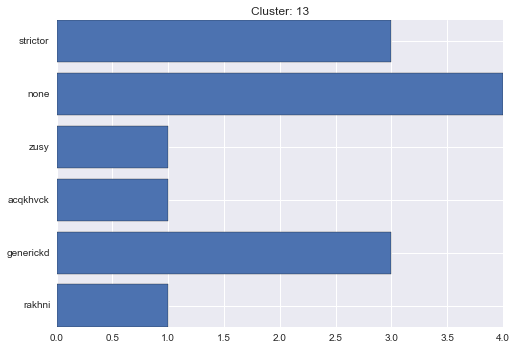 Cluster: 13
strictor
none
zusy
acqkhvck
generickd
rakhni
0.0 0.5 1.0 1.5 2.0 2.5 3.0 3.5 4.0